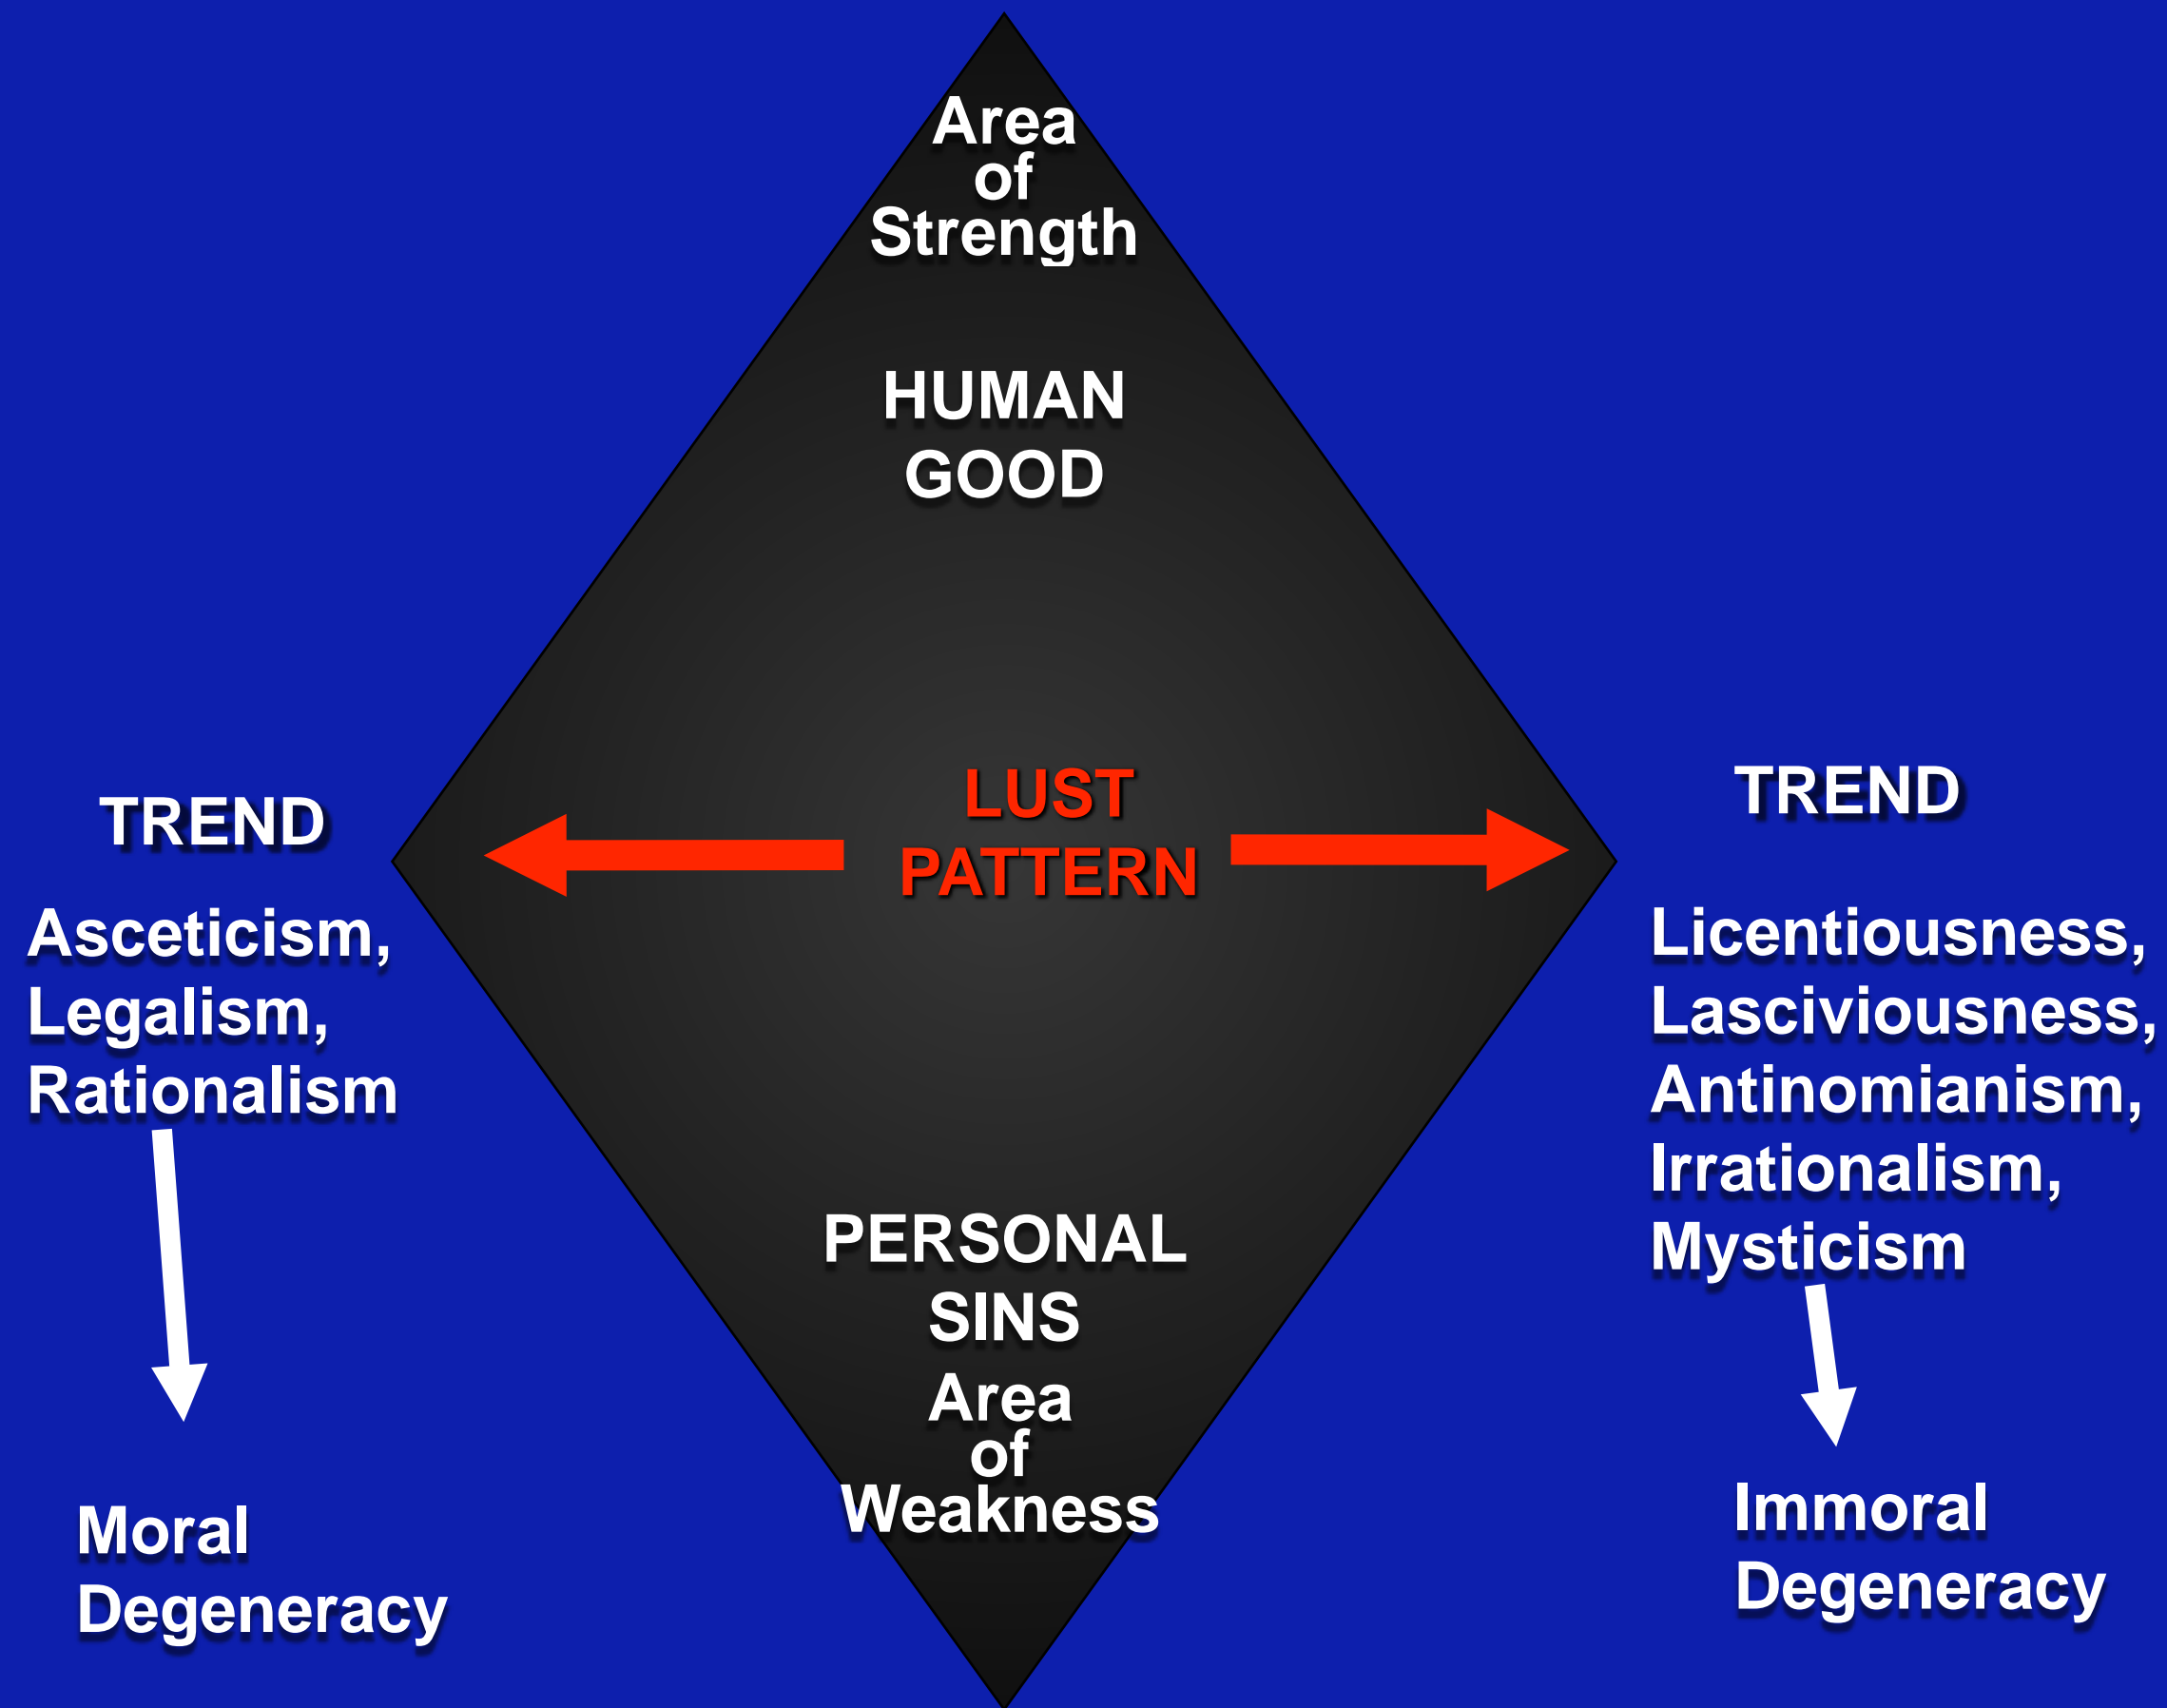 Area
of
Strength
HUMAN
GOOD
LUST
PATTERN
PERSONAL
SINS
Area
of
Weakness
TREND
Asceticism,
Legalism,
Rationalism
Moral
Degeneracy
TREND
Licentiousness,
Lasciviousness,
Antinomianism,
Irrationalism,
Mysticism
Immoral
Degeneracy